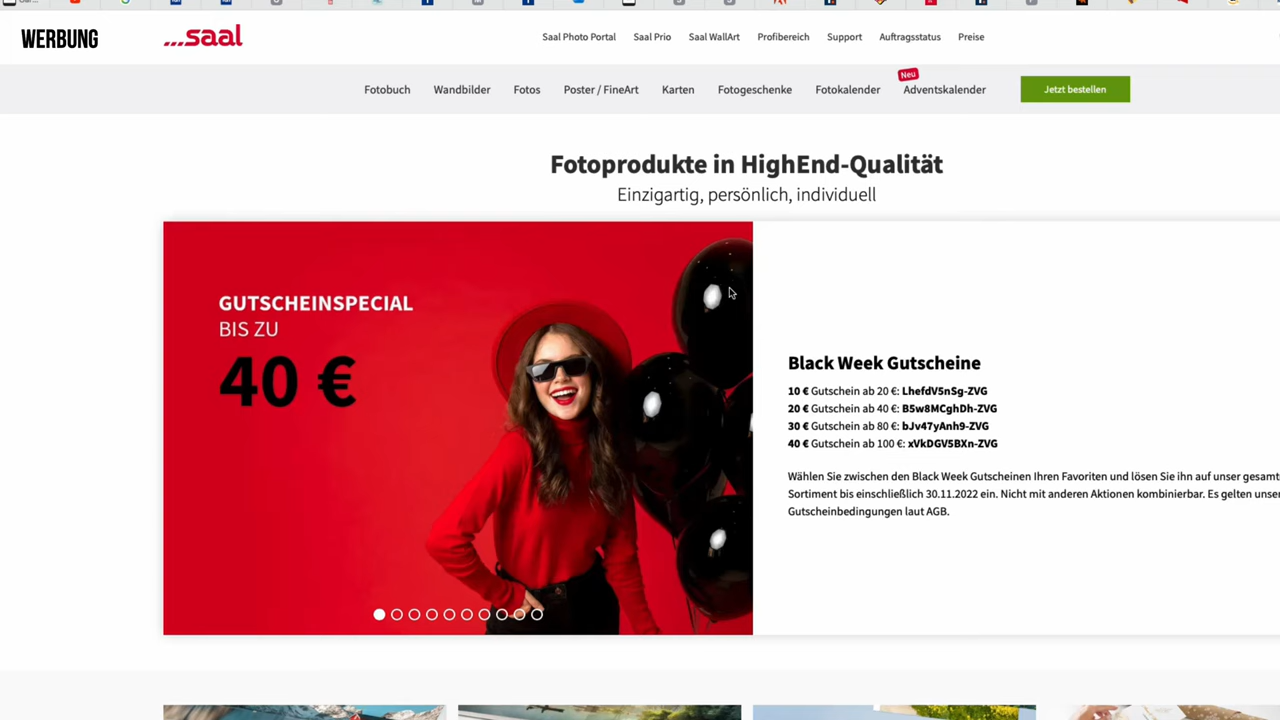 WERBUNG
...saal
Saal Photo Portal Saal Prio Saal WallArt Profibereich Support Auftragsstatus Preise
Neu
Fotobuch Wandbilder Fotos Poster / FineArt Karten Fotogeschenke Fotokalender Adventskalender Jetzt bestellen
Fotoprodukte in HighEnd-Qualität
Einzigartig, persönlich, individuell
GUTSCHEINSPECIAL
BIS ZU
40 €
Black Week Gutscheine
10 € Gutschein ab 20 €: LhefdV5nSg-ZVG
20 € Gutschein ab 40 €: B5w8MCghDh-ZVG
30 € Gutschein ab 80 €: bJv47yAnh9-ZVG
40 € Gutschein ab 100 €: xVkDGV5BXn-ZVG
Wählen Sie zwischen den Black Week Gutscheinen Ihren Favoriten und lösen Sie ihn auf unser gesamt
Sortiment bis einschließlich 30.11.2022 ein. Nicht mit anderen Aktionen kombinierbar. Es gelten unser
Gutscheinbedingungen laut AGB.